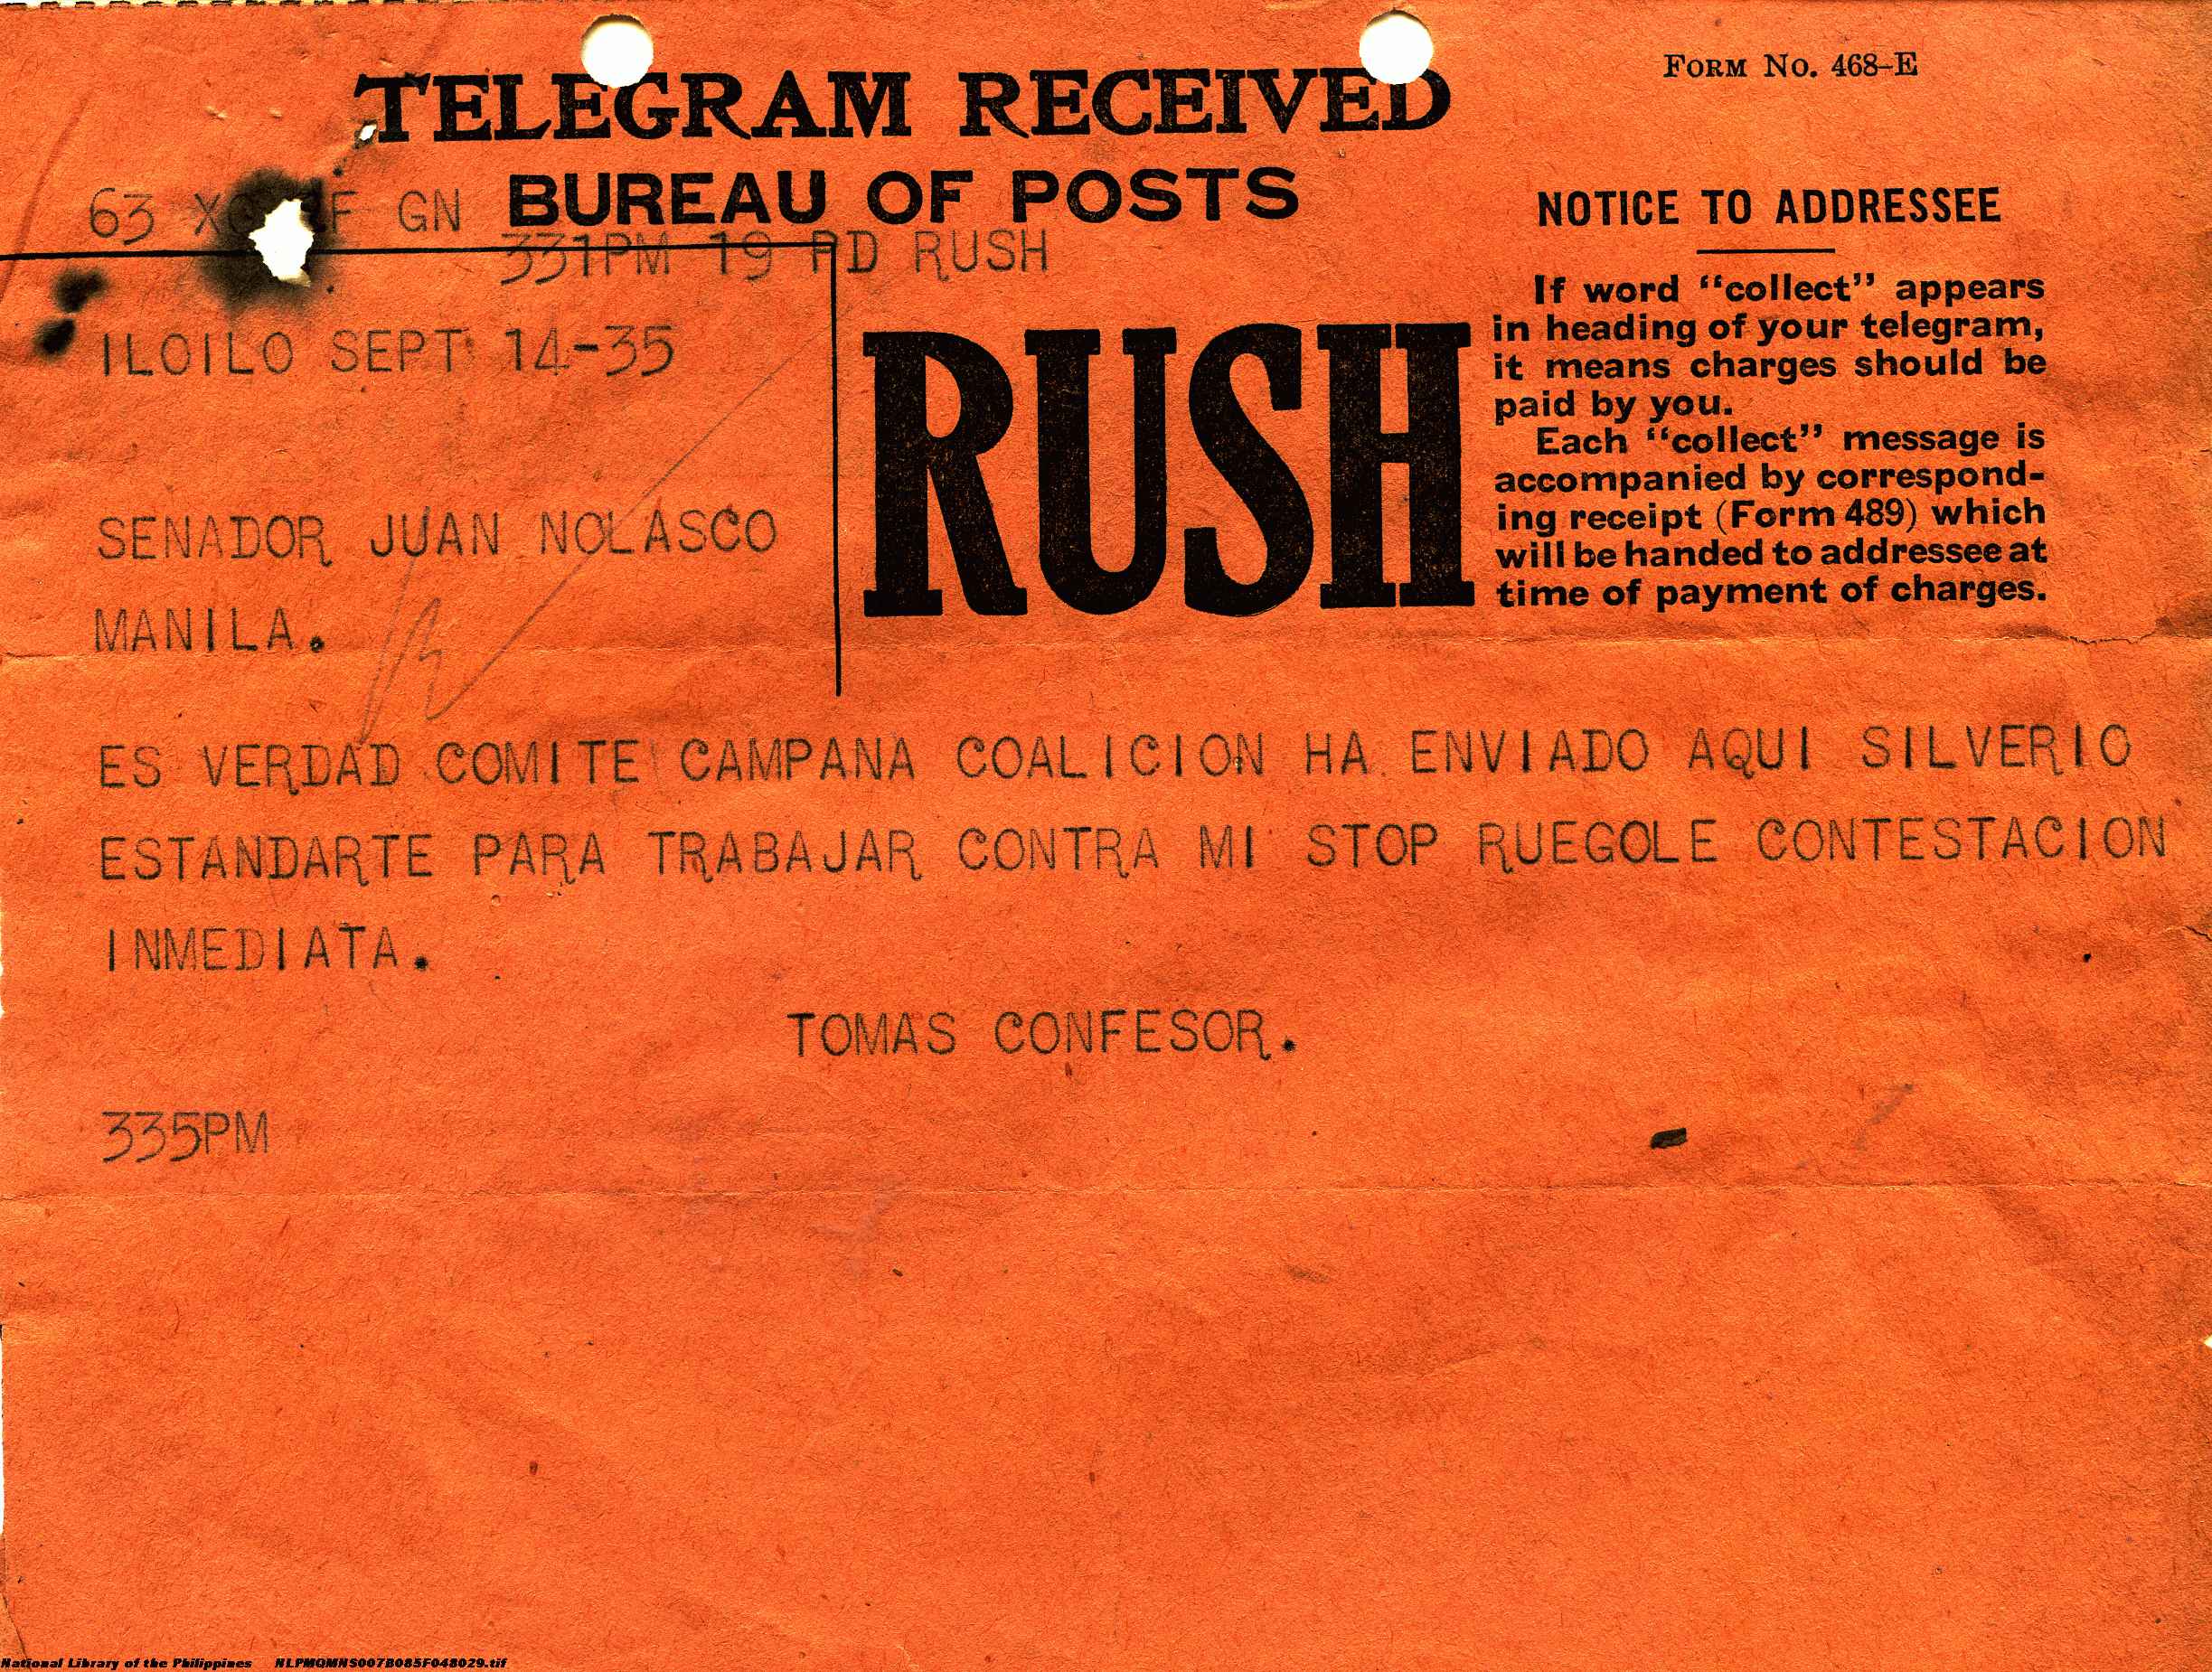 FORM NO. 468-E
TELEGRAM RECEIVED
BUREAU OF POSTS
63 GN
331PM 19 PD RUSH
ILOILO SEPT 14-35
RUSH
NOTICE TO ADDRESSEE
If word "collect" appears
in heading of your telegram,
it means charges should be
paid by you.
Each "collect" message is
accompanied by correspond-
ing receipt (Form 489) which
will be handed to addressee at
time of payment of charges.
SENADOR JUAN NOLASCO
MANILA.
ES VERDAD COMITE CAMPANA COALICION HA ENVIADO AQUI SILVERIO
ESTANDARTE PARA TRABAJAR CONTRA MI STOP RUEGOLE CONTESTACION
INMEDIATA.
TOMAS CONFESOR.
335PM
National Library of the Philippines NLPMQMNS007B085F048029.tif